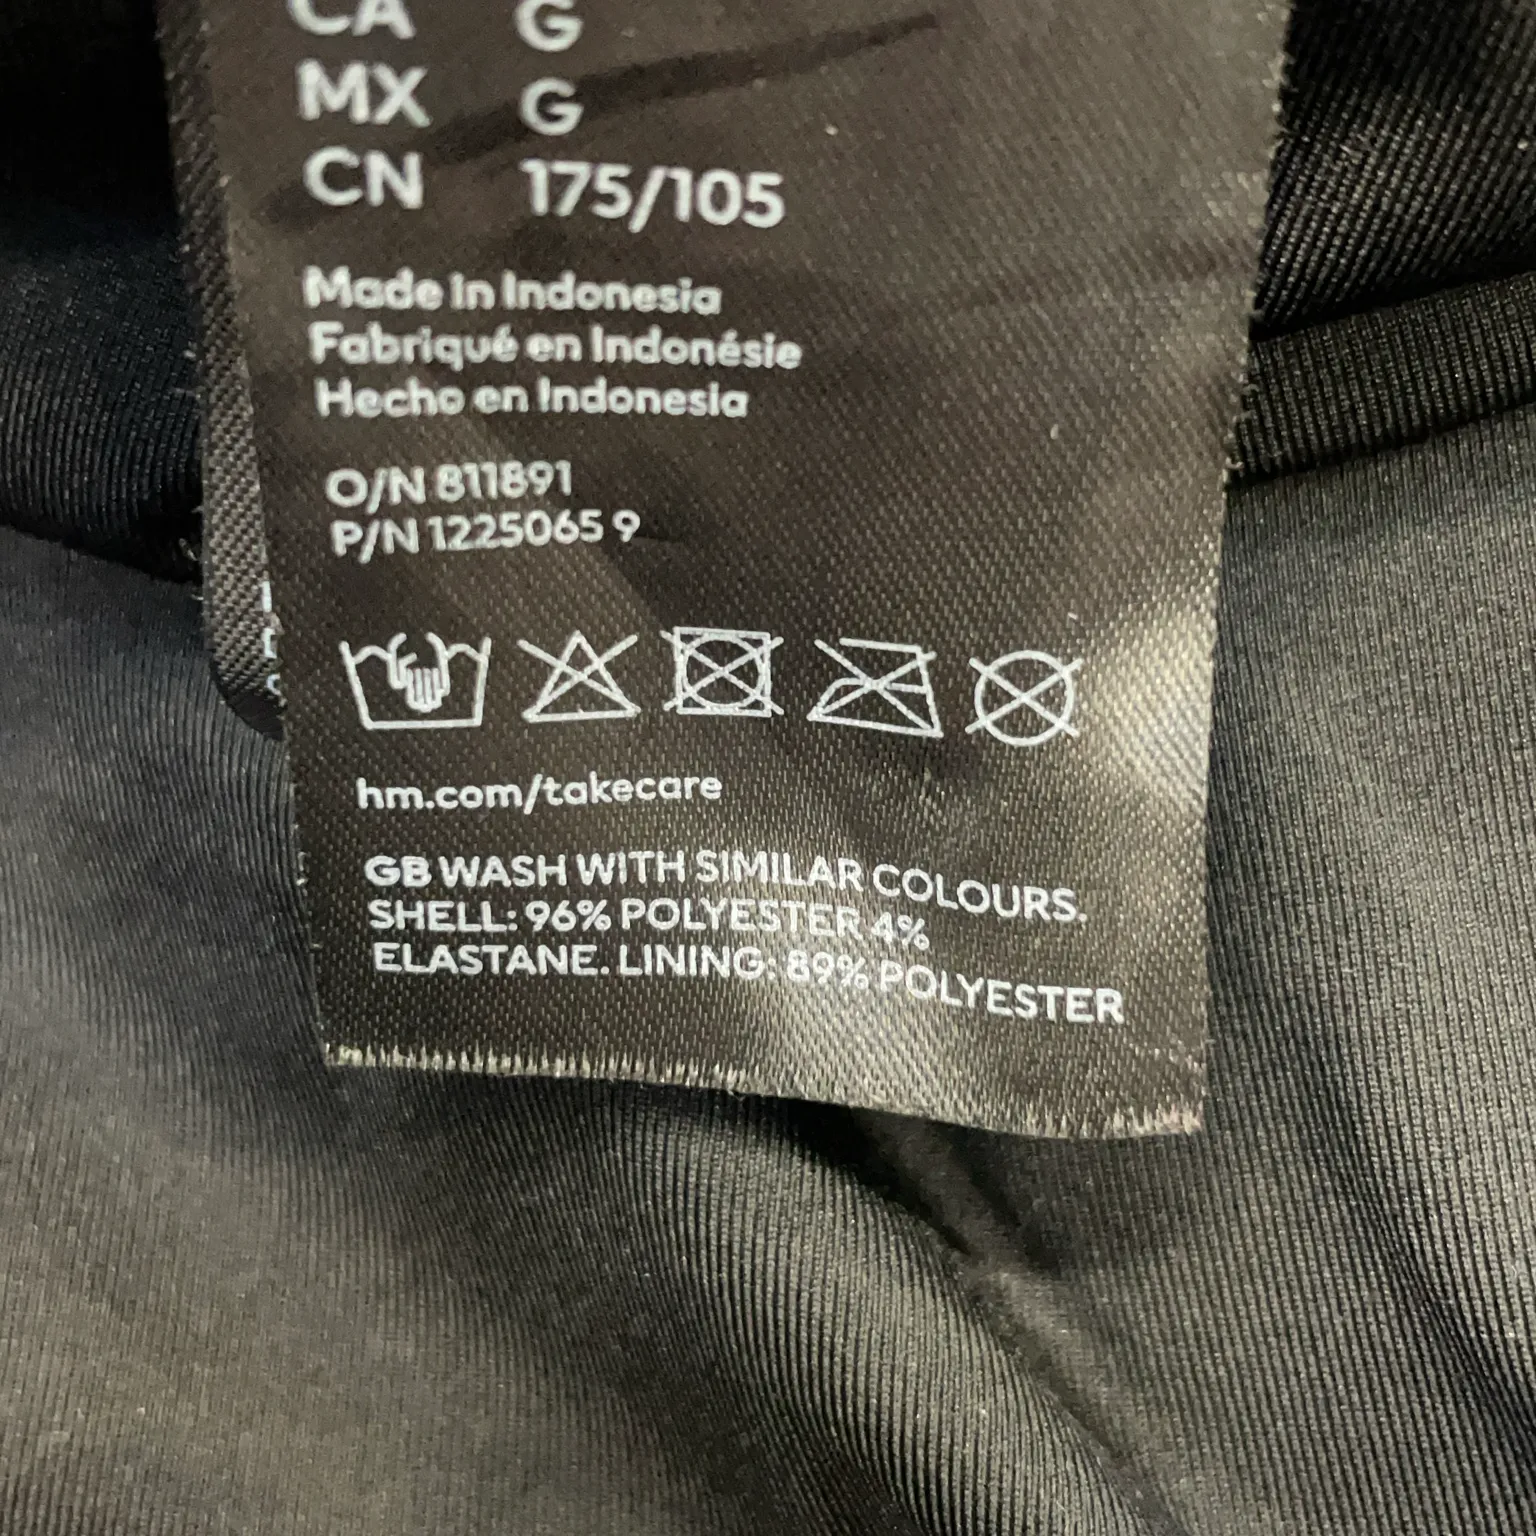 CA G
MX G
CN 175/105
Made in Indonesia
Fabriqué en Indonésie
Hecho en Indonesia
O/N 811891
P/N 1225065 9
hm.com/takecare
GB WASH WITH SIMILAR COLOURS.
SHELL: 96% POLYESTER 4%
ELASTANE. LINING: 89% POLYESTER